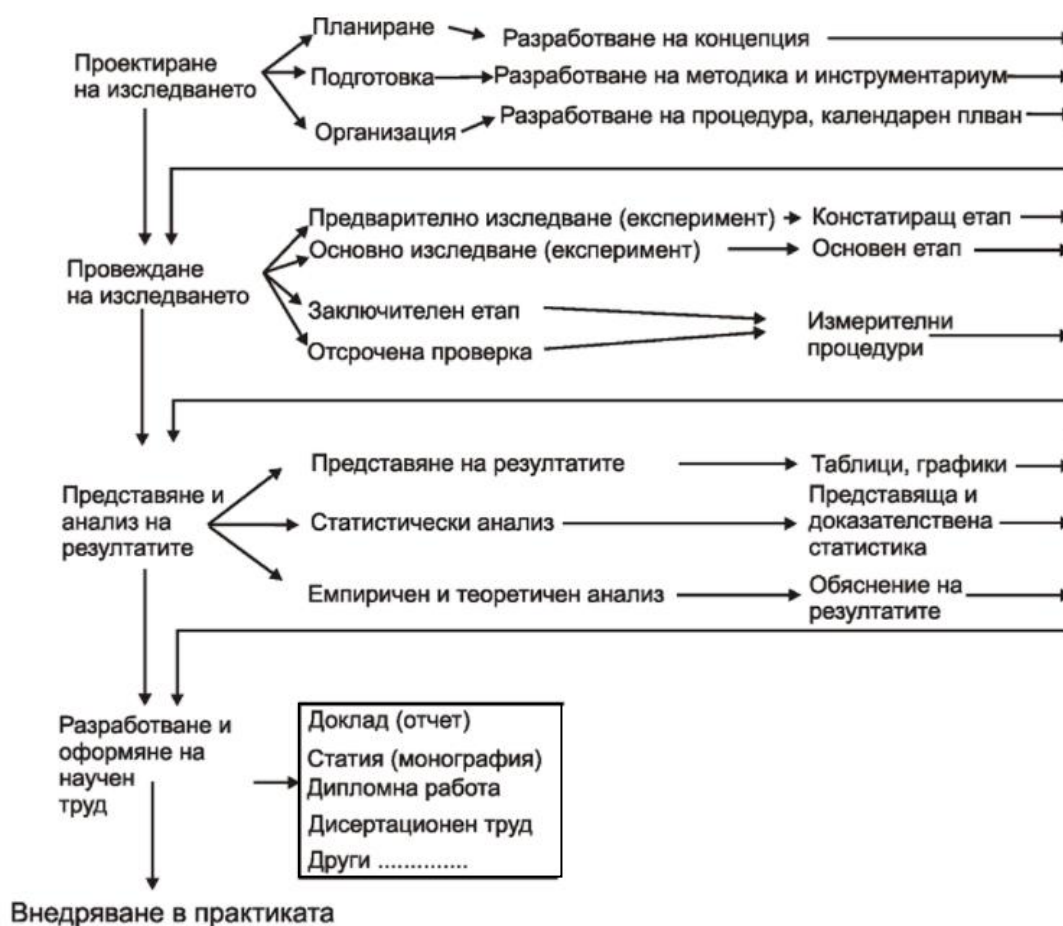 Планиране
Разработване на концепция
Проектиране
на изследването
Подготовка
Разработване на методика и инструментариум
Организация
Разработване на процедура, календарен плван
Предварително изследване (експеримент)
Констатиращ етап
Основно изследване (експеримент)
Основен етап
Провеждане
на изследването
Заключителен етап
Отсрочена проверка
Измерителни
процедури
Представяне на резултатите
Таблици, графики
Представяне и
анализ на
резултатите
Статистически анализ
Представяща и
доказателствена
статистика
Емпиричен и теоретичен анализ
Обяснение на
резултатите
Разработване и
оформяне на
научен
труд
Доклад (отчет)
Статия (монография)
Дипломна работа
Дисертационен труд
Други ..............
Внедряване в практиката